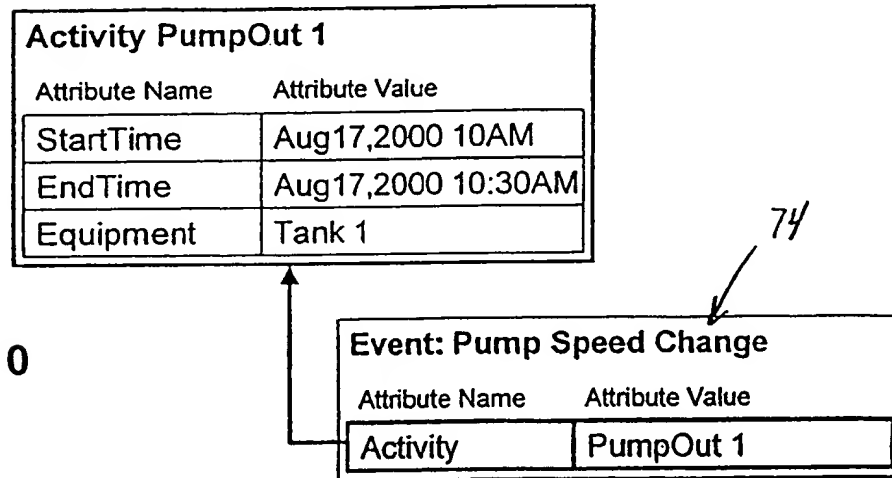 Activity PumpOut 1
Attribute Name Attribute Value
StartTime Aug17,2000 10AM
EndTime Aug17,2000 10:30AM
Equipment Tank 1
74
0
Event: Pump Speed Change
Attribute Name Attribute Value
Activity PumpOut 1